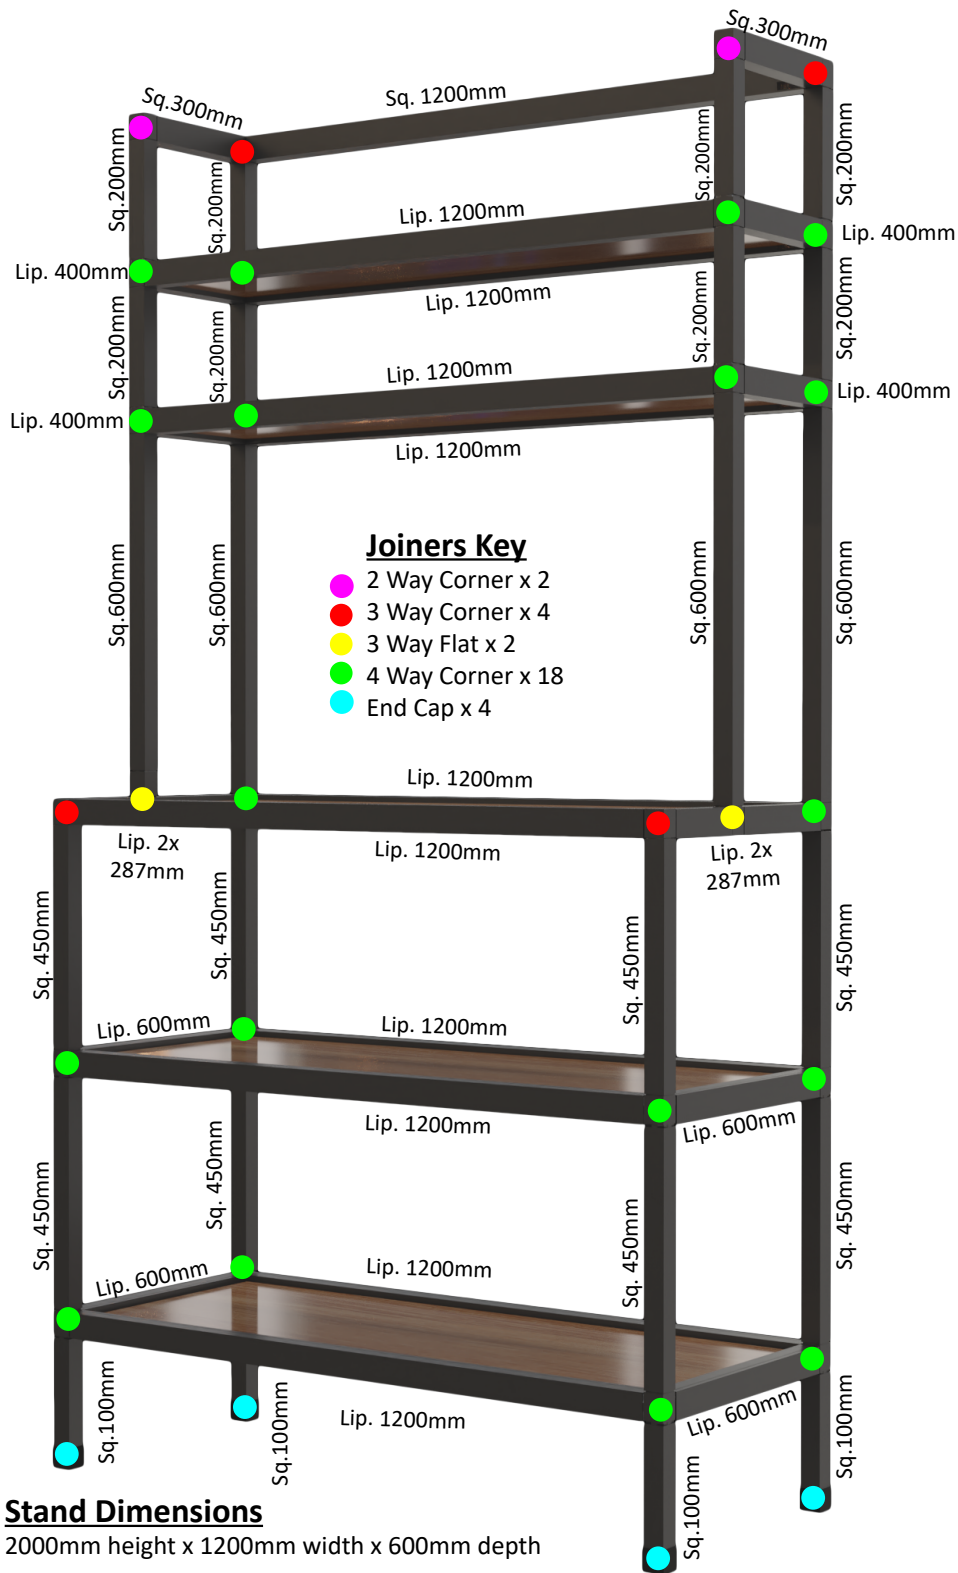 Sq.300mm
Sq.300mm
Sq. 1200mm
Sq.200mm
Sq.200mm
Sq.200mm
Sq.200mm
Lip. 1200mm
Lip. 400mm
Lip. 400mm
Lip. 1200mm
Sq.200mm
Sq.200mm
Sq.200mm
Sq.200mm
Lip. 1200mm
Lip. 400mm
Lip. 400mm
Lip. 1200mm
Joiners Key
2 Way Corner x 2
3 Way Corner x 4
3 Way Flat x 2
4 Way Corner x 18
End Cap x 4
Sq.600mm
Sq.600mm
Sq.600mm
Sq.600mm
Lip. 1200mm
Lip. 2x
287mm
Lip. 1200mm
Lip. 2x
287mm
Sq. 450mm
Sq. 450mm
Sq. 450mm
Sq. 450mm
Lip. 600mm
Lip. 1200mm
Lip. 1200mm
Lip. 600mm
Sq. 450mm
Sq. 450mm
Sq. 450mm
Sq. 450mm
Lip. 600mm
Lip. 1200mm
Lip. 1200mm
Lip. 600mm
Sq.100mm
Sq.100mm
Sq.100mm
Sq.100mm
Stand Dimensions
2000mm height x 1200mm width x 600mm depth